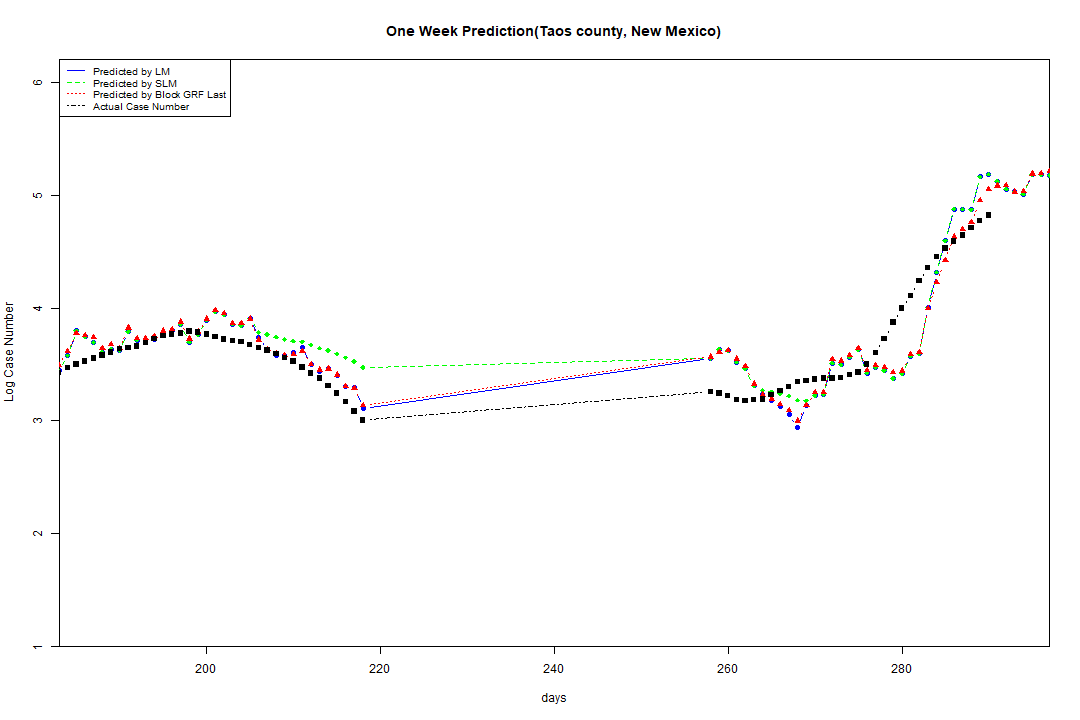 One Week Prediction(Taos county, New Mexico)
Predicted by LM
Predicted by SLM
Predicted by Block GRF Last
Actual Case Number
6
5
4
3
2
1
Log Case Number
200
220
240
260
280
days